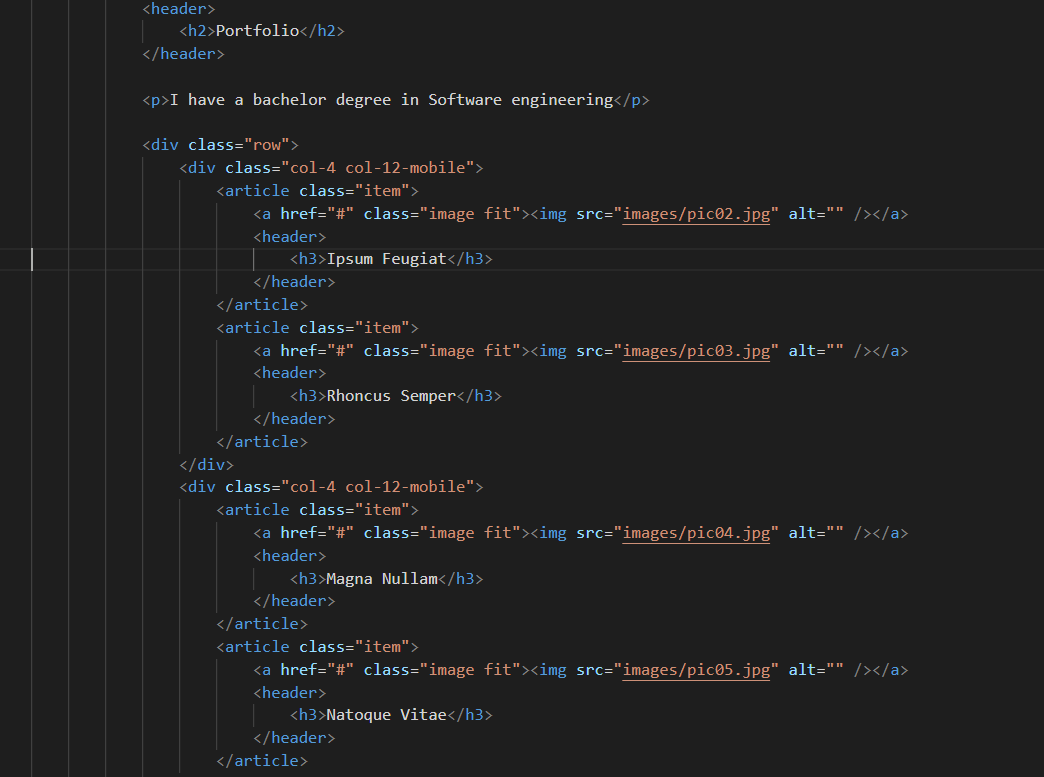 <header>
<h2>Portfolio</h2>
</header>
<p>I have a bachelor degree in Software engineering</p>
<div class="row">
<div class="col-4 col-12-mobile">
<article class="item">
<a href="#" class="image fit"><img src="images/pic02.jpg" alt="" /></a>
<header>
<h3>Ipsum Feugiat</h3>
</header>
</article>
<article class="item">
<a href="#" class="image fit"><img src="images/pic03.jpg" alt="" /></a>
<header>
<h3>Rhoncus Semper</h3>
</header>
</article>
</div>
<div class="col-4 col-12-mobile">
<article class="item">
<a href="#" class="image fit"><img src="images/pic04.jpg" alt="" /></a>
<header>
<h3>Magna Nullam</h3>
</header>
</article>
<article class="item">
<a href="#" class="image fit"><img src="images/pic05.jpg" alt="" /></a>
<header>
<h3>Natoque Vitae</h3>
</header>
</article>